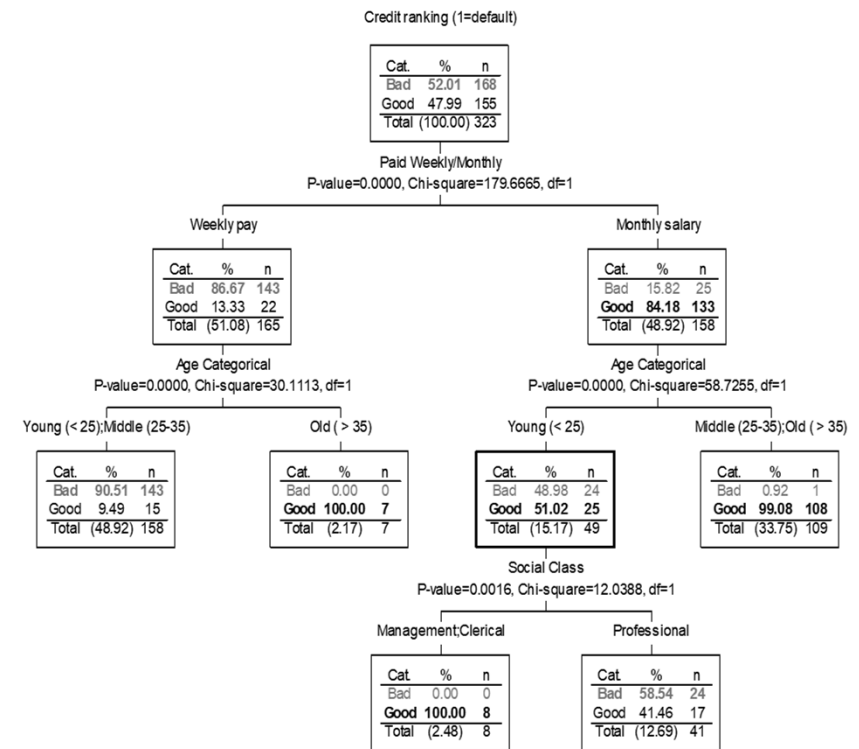 Credit ranking (1=default)
Cat. % n
Bad 52.01 168
Good 47.99 155
Total (100.00) 323
Paid Weekly/Monthly
P-value=0.0000, Chi-square=179.6665, df=1
Weekly pay
Cat. % n
Bad 86.67 143
Good 13.33 22
Total (51.08) 165
Monthly salary
Cat. % n
Bad 15.82 25
Good 84.18 133
Total (48.92) 158
Age Categorical
P-value=0.0000, Chi-square=30.1113, df=1
Age Categorical
P-value=0.0000, Chi-square=58.7255, df=1
Young (< 25);Middle (25-35)
Cat. % n
Bad 90.51 143
Good 9.49 15
Total (48.92) 158
Old ( > 35)
Cat. % n
Bad 0.00 0
Good 100.00 7
Total (2.17) 7
Young (< 25)
Cat. % n
Bad 48.98 24
Good 51.02 25
Total (15.17) 49
Middle (25-35);Old ( > 35)
Cat. % n
Bad 0.92 1
Good 99.08 108
Total (33.75) 109
Social Class
P-value=0.0016, Chi-square=12.0388, df=1
Management;Clerical
Cat. % n
Bad 0.00 0
Good 100.00 8
Total (2.48) 8
Professional
Cat. % n
Bad 58.54 24
Good 41.46 17
Total (12.69) 41